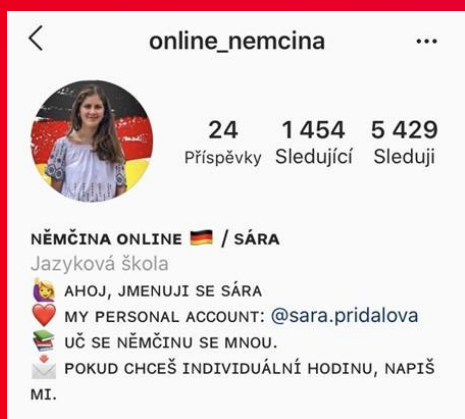 online_nemcina
24 1 454 5 429
Příspěvky Sledující Sleduji
NĚMČINA ONLINE 🇩🇪 / SÁRA
Jazyková škola
🙋‍♀️ AHOJ, JMENUJI SE SÁRA
❤️ MY PERSONAL ACCOUNT: @sara.pridalova
📚 UČ SE NĚMČINU SE MNOU.
📩 POKUD CHCEŠ INDIVIDUÁLNÍ HODINU, NAPIŠ
MI.